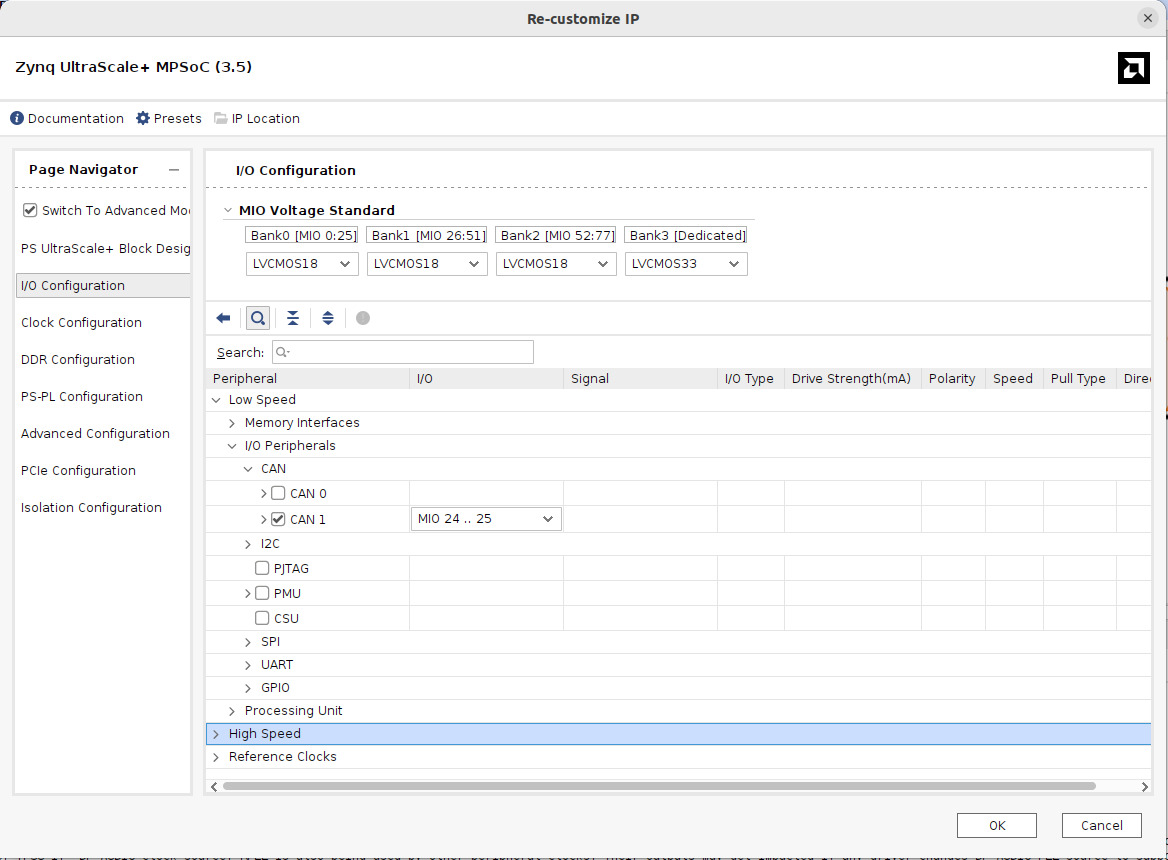 Re-customize IP
Zynq UltraScale+ MPSoC (3.5)
Documentation Presets IP Location
Page Navigator
Switch To Advanced Mo
PS UltraScale+ Block Desig
I/O Configuration
Clock Configuration
DDR Configuration
PS-PL Configuration
Advanced Configuration
PCIe Configuration
Isolation Configuration
I/O Configuration
MIO Voltage Standard
Bank0 [MIO 0:25] Bank1 [MIO 26:51] Bank2 [MIO 52:77] Bank3 [Dedicated]
LVCMOS18 LVCMOS18 LVCMOS18 LVCMOS33
Search:
Peripheral I/O Signal I/O Type Drive Strength(mA) Polarity Speed Pull Type Dire
Low Speed
Memory Interfaces
I/O Peripherals
CAN
CAN 0
CAN 1 MIO 24 .. 25
I2C
PJTAG
PMU
CSU
SPI
UART
GPIO
Processing Unit
High Speed
Reference Clocks
OK Cancel